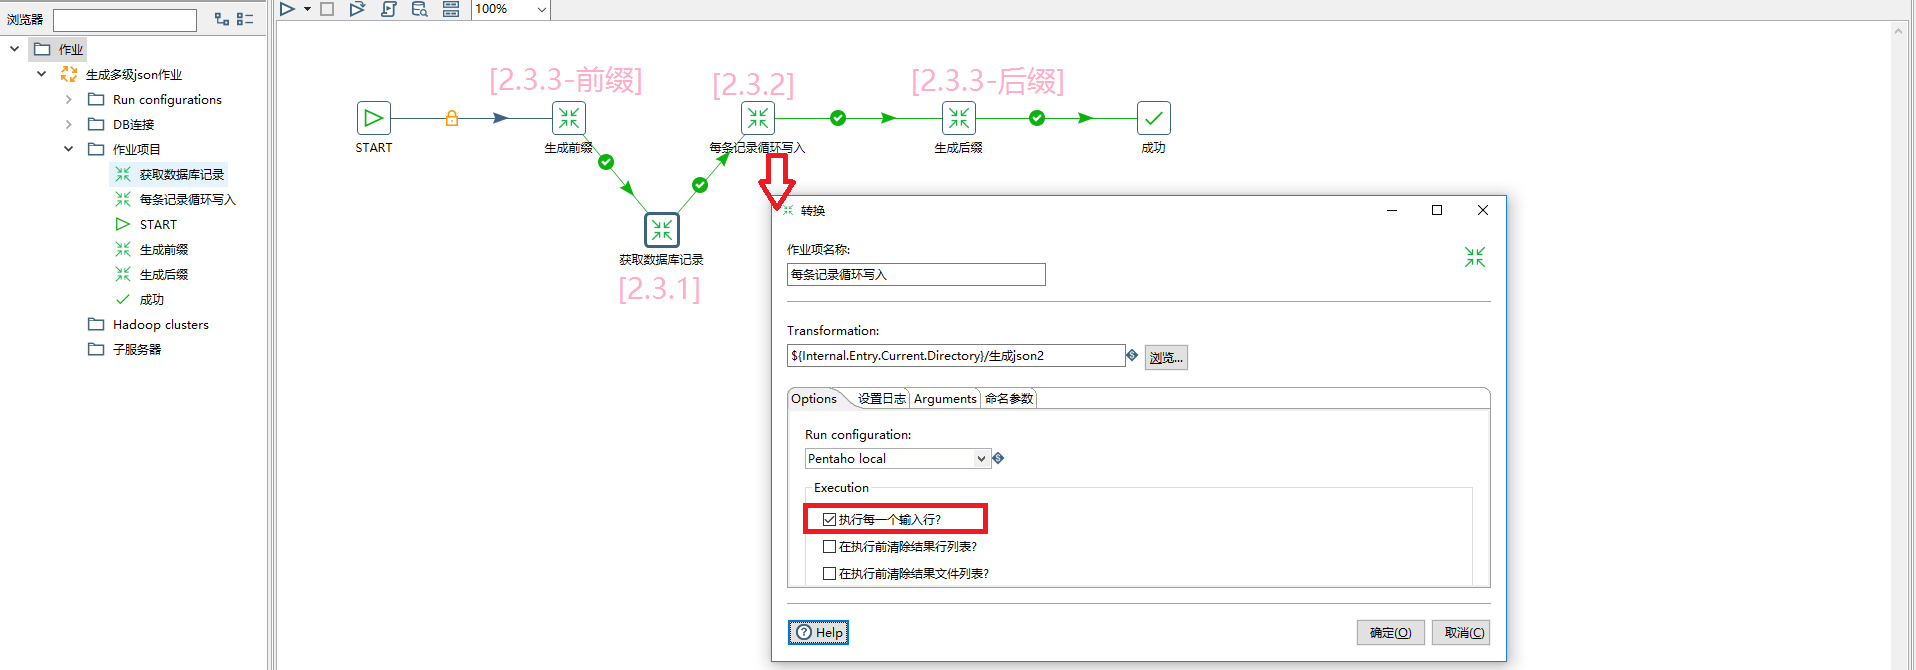 浏览器
100%
作业
生成多级json作业
Run configurations
DB连接
作业项目
获取数据库记录
每条记录循环写入
START
生成前缀
生成后缀
成功
Hadoop clusters
子服务器
[2.3.3-前缀]
[2.3.2]
[2.3.3-后缀]
START
生成前缀
每条记录循环写入
生成后缀
成功
获取数据库记录
[2.3.1]
转换
作业项名称:
每条记录循环写入
Transformation:
${Internal.Entry.Current.Directory}/生成json2
浏览...
Options 设置日志 Arguments 命名参数
Run configuration:
Pentaho local
Execution
执行每一个输入行?
在执行前清除结果行列表?
在执行前清除结果文件列表?
Help
确定(O)
取消(C)